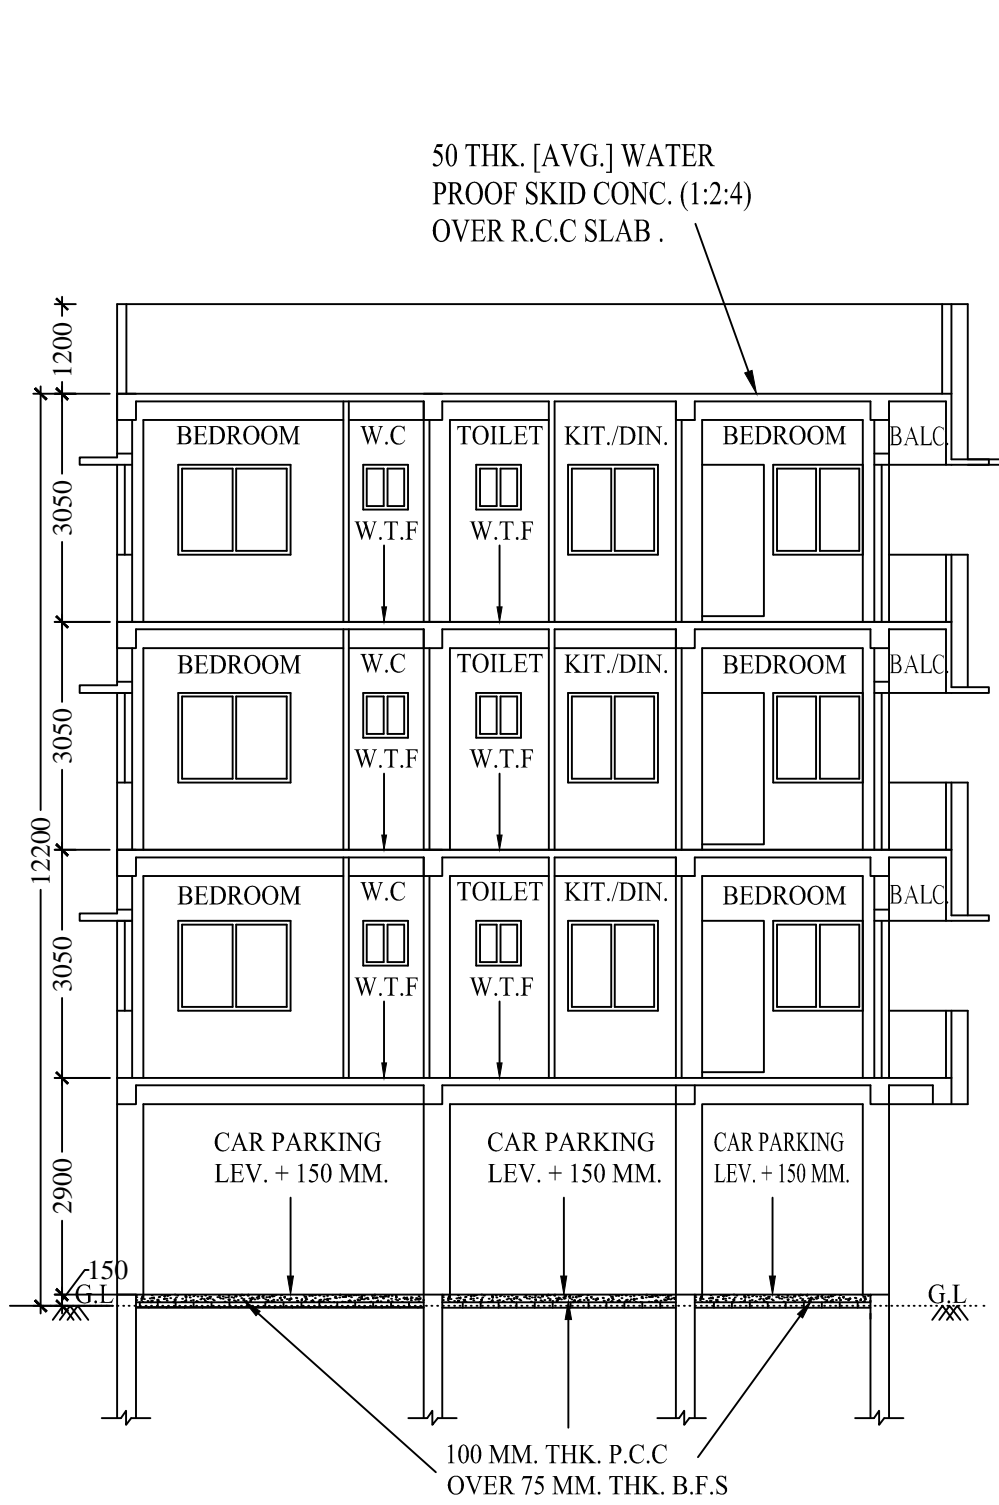 50 THK. [AVG.] WATER
PROOF SKID CONC. (1:2:4)
OVER R.C.C SLAB .
1200
BEDROOM W.C TOILET KIT./DIN. BEDROOM BALC.
3050
W.T.F W.T.F
BEDROOM W.C TOILET KIT./DIN. BEDROOM BALC.
3050
W.T.F W.T.F
12200
BEDROOM W.C TOILET KIT./DIN. BEDROOM BALC.
3050
W.T.F W.T.F
CAR PARKING CAR PARKING CAR PARKING
LEV. + 150 MM. LEV. + 150 MM. LEV. + 150 MM.
2900
150
G.L G.L
100 MM. THK. P.C.C
OVER 75 MM. THK. B.F.S